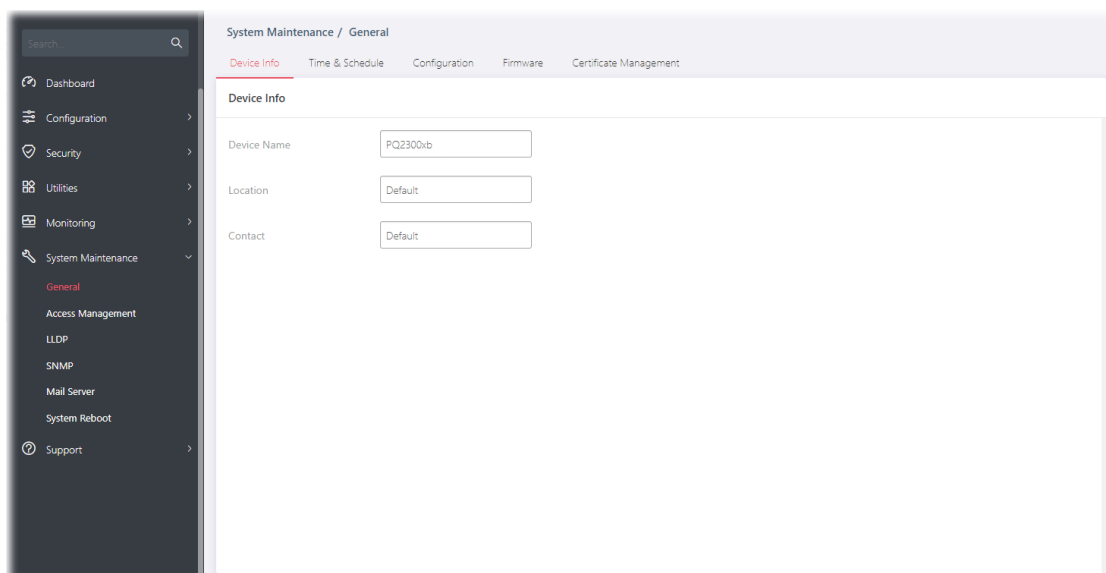 Search...
Dashboard
Configuration
Security
Utilities
Monitoring
System Maintenance
General
Access Management
LLDP
SNMP
Mail Server
System Reboot
Support
System Maintenance / General
Device Info Time & Schedule Configuration Firmware Certificate Management
Device Info
Device Name PQ2300xb
Location Default
Contact Default